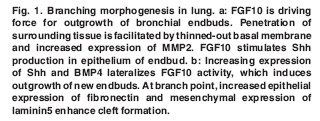 Fig. 1. Branching morphogenesis in lung. a: FGF10 is driving
force for outgrowth of bronchial endbuds. Penetration of
surrounding tissue is facilitated by thinned-out basal membrane
and increased expression of MMP2. FGF10 stimulates Shh
production in epithelium of endbud. b: Increasing expression
of Shh and BMP4 lateralizes FGF10 activity, which induces
outgrowth of new endbuds. At branch point, increased epithelial
expression of fibronectin and mesenchymal expression of
laminin5 enhance cleft formation.